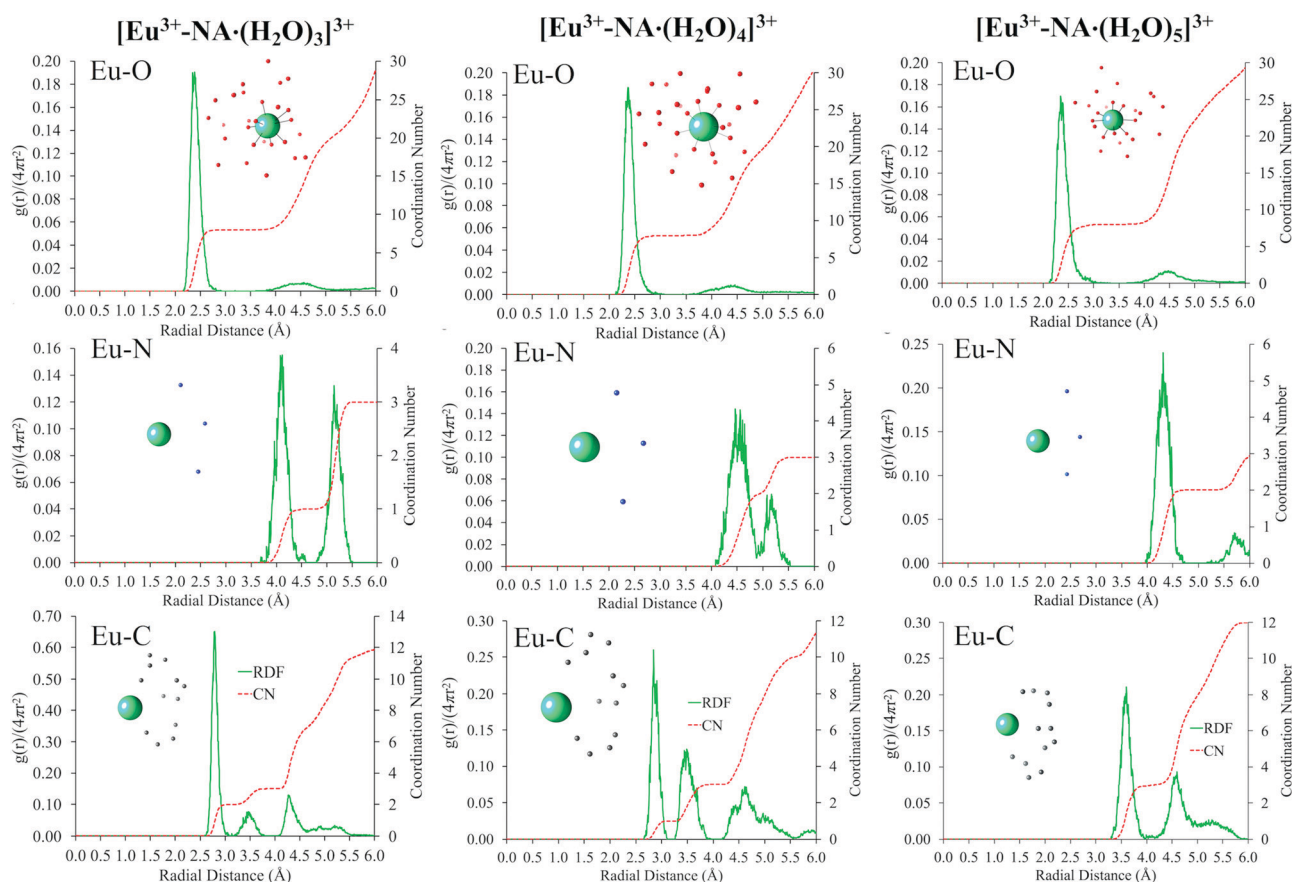 [Eu³⁺-NA·(H₂O)₃]³⁺
[Eu³⁺-NA·(H₂O)₄]³⁺
[Eu³⁺-NA·(H₂O)₅]³⁺
Eu-O
g(r)/(4πr²)
0.20
0.18
0.16
0.14
0.12
0.10
0.08
0.06
0.04
0.02
0.00
30
25
20
15
10
5
0
Coordination Number
0.0 0.5 1.0 1.5 2.0 2.5 3.0 3.5 4.0 4.5 5.0 5.5 6.0
Radial Distance (Å)
Eu-O
g(r)/(4πr²)
0.20
0.18
0.16
0.14
0.12
0.10
0.08
0.06
0.04
0.02
0.00
30
25
20
15
10
5
0
Coordination Number
0.0 0.5 1.0 1.5 2.0 2.5 3.0 3.5 4.0 4.5 5.0 5.5 6.0
Radial Distance (Å)
Eu-O
g(r)/(4πr²)
0.20
0.18
0.16
0.14
0.12
0.10
0.08
0.06
0.04
0.02
0.00
30
25
20
15
10
5
0
Coordination Number
0.0 0.5 1.0 1.5 2.0 2.5 3.0 3.5 4.0 4.5 5.0 5.5 6.0
Radial Distance (Å)
Eu-N
g(r)/(4πr²)
0.16
0.14
0.12
0.10
0.08
0.06
0.04
0.02
0.00
4
3
2
1
0
Coordination Number
0.0 0.5 1.0 1.5 2.0 2.5 3.0 3.5 4.0 4.5 5.0 5.5 6.0
Radial Distance (Å)
Eu-N
g(r)/(4πr²)
0.20
0.18
0.16
0.14
0.12
0.10
0.08
0.06
0.04
0.02
0.00
6
5
4
3
2
1
0
Coordination Number
0.0 0.5 1.0 1.5 2.0 2.5 3.0 3.5 4.0 4.5 5.0 5.5 6.0
Radial Distance (Å)
Eu-N
g(r)/(4πr²)
0.25
0.20
0.15
0.10
0.05
0.00
6
5
4
3
2
1
0
Coordination Number
0.0 0.5 1.0 1.5 2.0 2.5 3.0 3.5 4.0 4.5 5.0 5.5 6.0
Radial Distance (Å)
Eu-C
g(r)/(4πr²)
0.70
0.60
0.50
0.40
0.30
0.20
0.10
0.00
RDF
CN
14
12
10
8
6
4
2
0
Coordination Number
0.0 0.5 1.0 1.5 2.0 2.5 3.0 3.5 4.0 4.5 5.0 5.5 6.0
Radial Distance (Å)
Eu-C
g(r)/(4πr²)
0.30
0.25
0.20
0.15
0.10
0.05
0.00
RDF
CN
12
10
8
6
4
2
0
Coordination Number
0.0 0.5 1.0 1.5 2.0 2.5 3.0 3.5 4.0 4.5 5.0 5.5 6.0
Radial Distance (Å)
Eu-C
g(r)/(4πr²)
0.30
0.25
0.20
0.15
0.10
0.05
0.00
RDF
CN
12
10
8
6
4
2
0
Coordination Number
0.0 0.5 1.0 1.5 2.0 2.5 3.0 3.5 4.0 4.5 5.0 5.5 6.0
Radial Distance (Å)